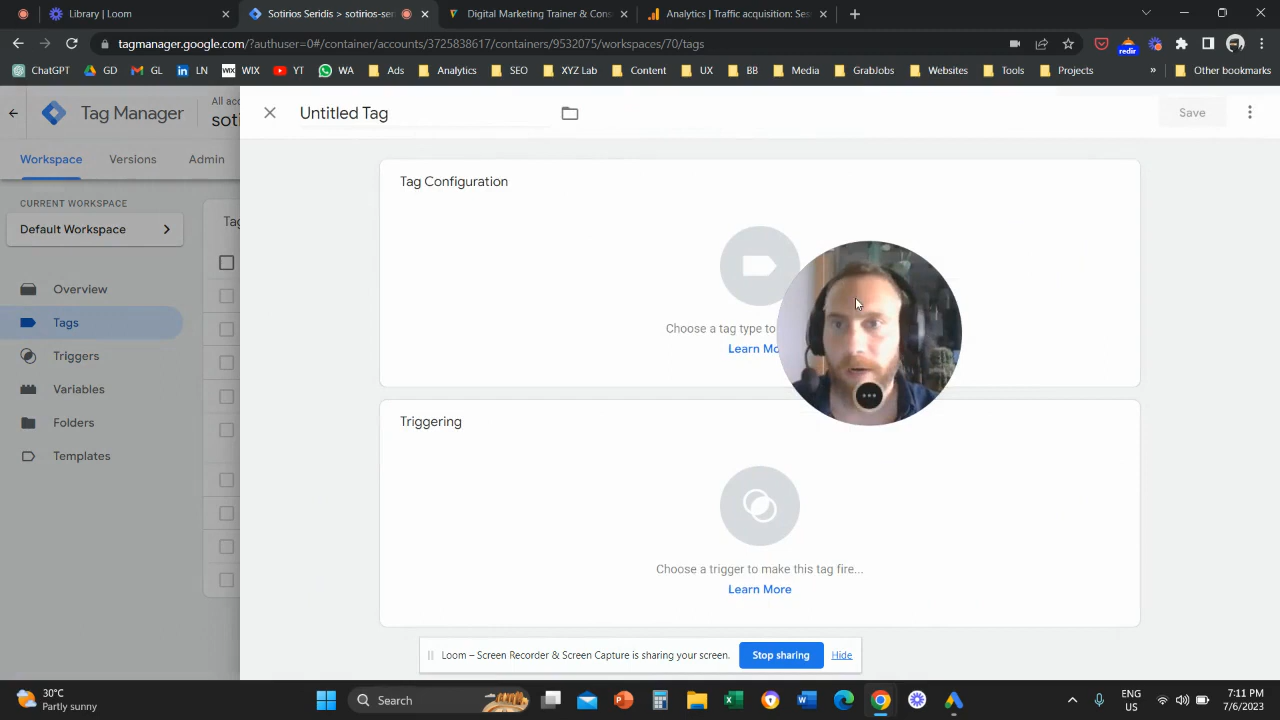 Library | Loom
Sotirios Seridis > sotirios-seri
Digital Marketing Trainer & Cons
Analytics | Traffic acquisition: Ses
tagmanager.google.com/?authuser=0#/container/accounts/3725838617/containers/9532075/workspaces/70/tags
redir
ChatGPT
GD
GL
LN
WIX WIX
YT
WA
Ads
Analytics
SEO
XYZ Lab
Content
UX
BB
Media
GrabJobs
Websites
Tools
Projects
»
Other bookmarks
Tag Manager
All acc
soti
Workspace
Versions
Admin
CURRENT WORKSPACE
Default Workspace
Overview
Tags
Triggers
Variables
Folders
Templates
Ta
Untitled Tag
Save
Tag Configuration
Choose a tag type to
Learn Mo
Triggering
Choose a trigger to make this tag fire...
Learn More
Loom – Screen Recorder & Screen Capture is sharing your screen.
Stop sharing
Hide
30°C
Partly sunny
Search
ENG
US
7:11 PM
7/6/2023